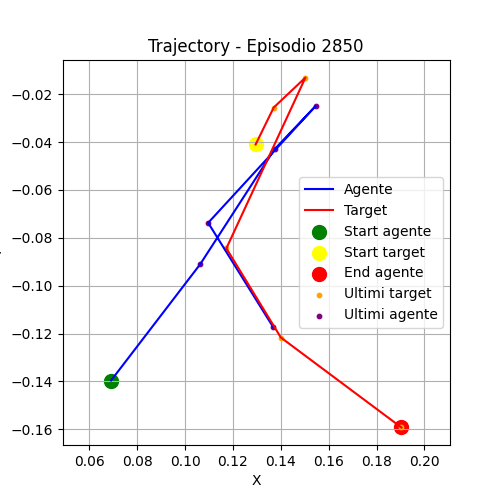 Trajectory - Episodio 2850
−0.02
−0.04
−0.06
−0.08
−0.10
−0.12
−0.14
−0.16
Agente
Target
Start agente
Start target
End agente
Ultimi target
Ultimi agente
0.06 0.08 0.10 0.12 0.14 0.16 0.18 0.20
X